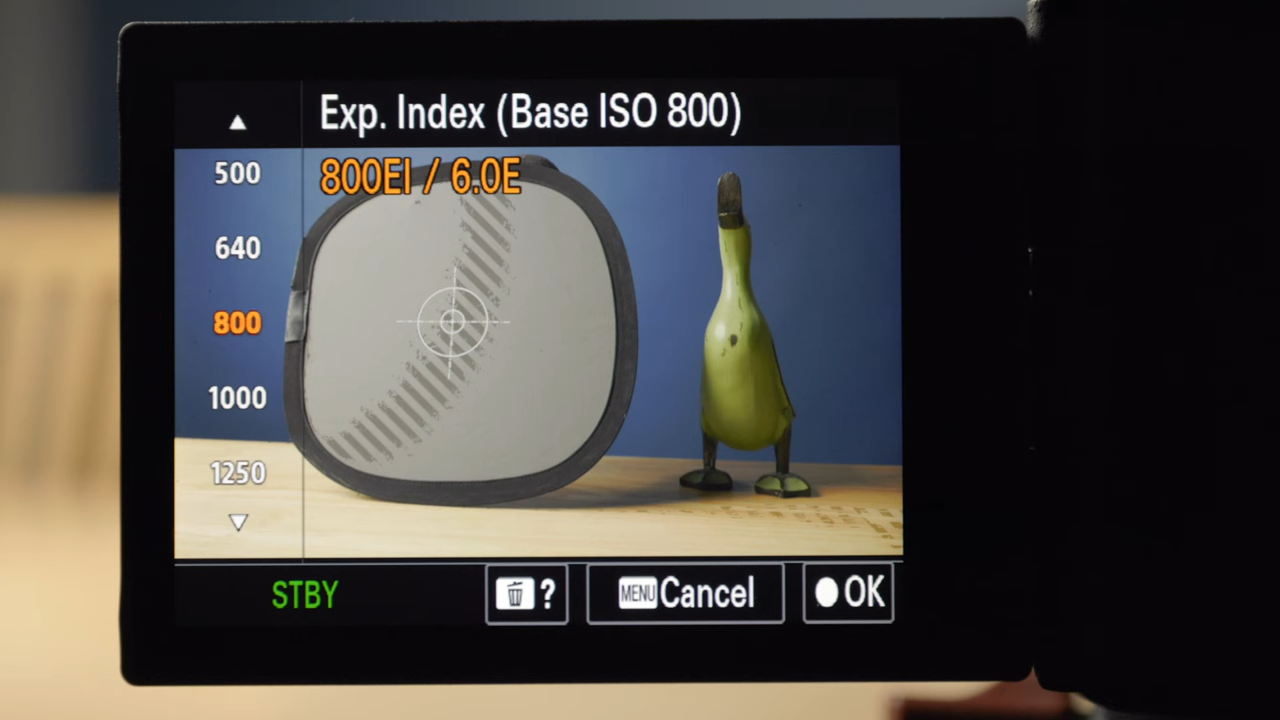 Exp. Index (Base ISO 800)
800EI / 6.0E
500
640
800
1000
1250
STBY
?
MENU Cancel
OK